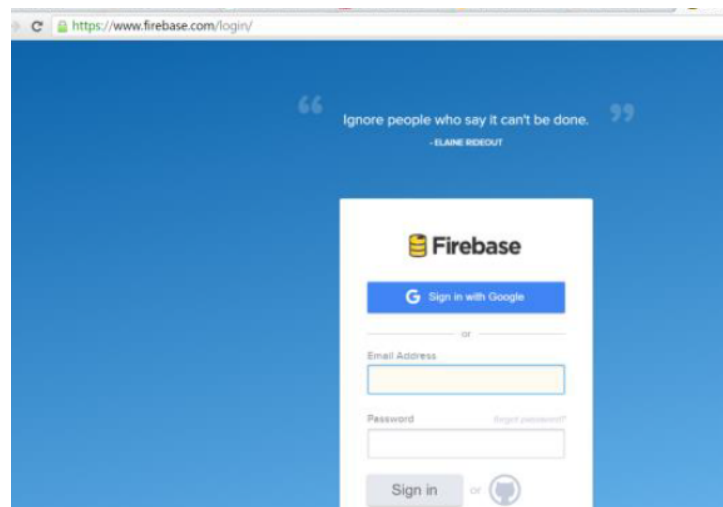 https://www.firebase.com/login/
“ Ignore people who say it can't be done. ”
- ELAINE RIDEOUT
Firebase
G Sign in with Google
or
Email Address
Password forgot password?
Sign in or